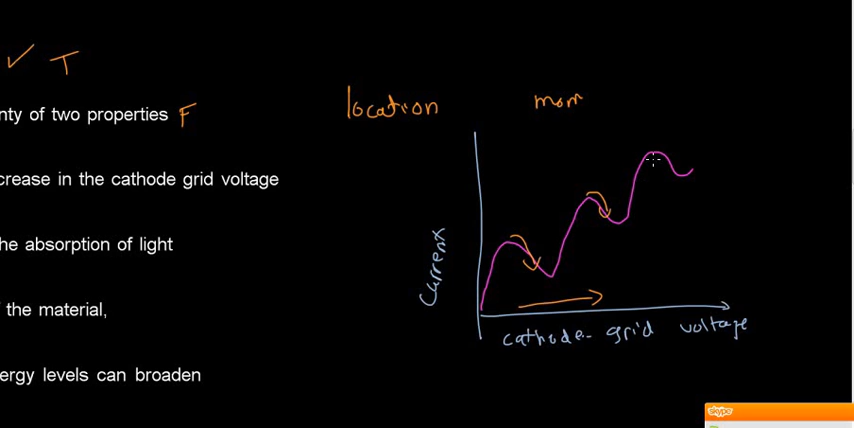 ✓ T
location mom
nty of two properties F
crease in the cathode grid voltage
Current
he absorption of light
the material,
cathode- grid voltage
ergy levels can broaden
skype